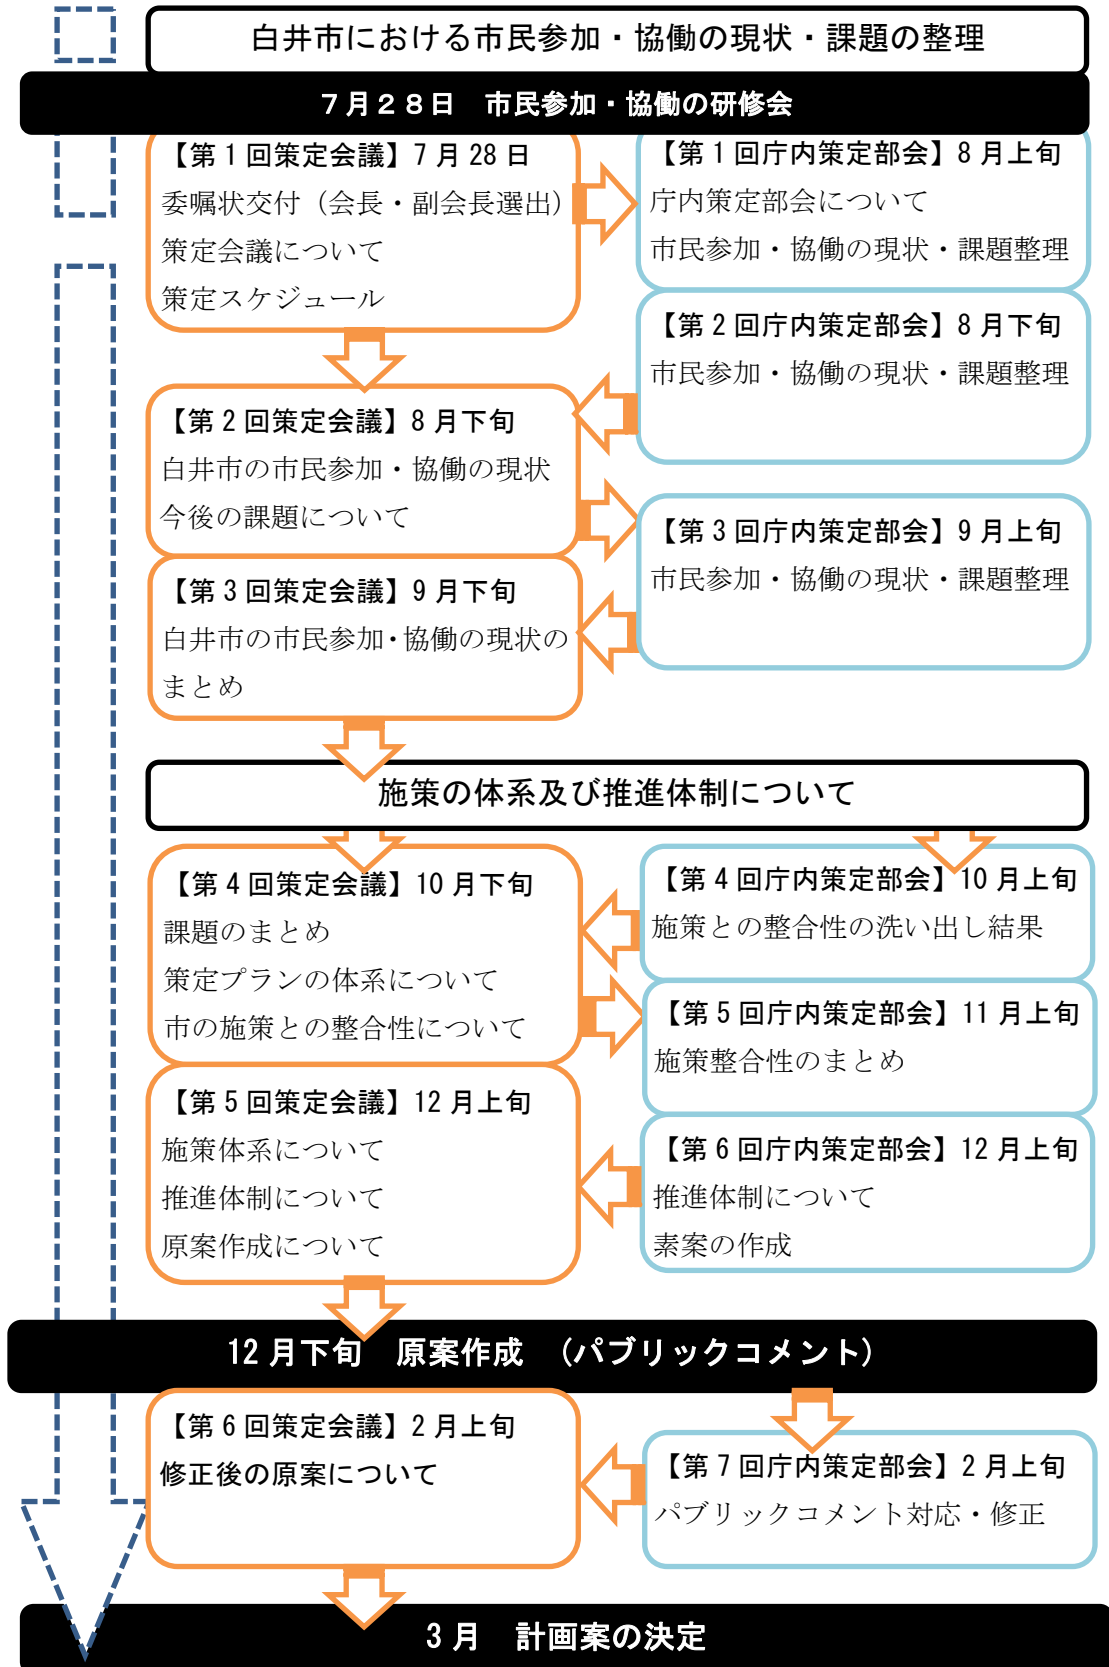 白井市における市民参加・協働の現状・課題の整理
７月２８日　市民参加・協働の研修会
【第１回策定会議】７月 28 日
委嘱状交付（会長・副会長選出）
策定会議について
策定スケジュール
【第１回庁内策定部会】８月上旬
庁内策定部会について
市民参加・協働の現状・課題整理
【第２回庁内策定部会】８月下旬
市民参加・協働の現状・課題整理
【第２回策定会議】８月下旬
白井市の市民参加・協働の現状
今後の課題について
【第３回庁内策定部会】９月上旬
市民参加・協働の現状・課題整理
【第３回策定会議】９月下旬
白井市の市民参加・協働の現状の
まとめ
施策の体系及び推進体制について
【第４回策定会議】10 月下旬
課題のまとめ
策定プランの体系について
市の施策との整合性について
【第４回庁内策定部会】10 月上旬
施策との整合性の洗い出し結果
【第５回庁内策定部会】11 月上旬
施策整合性のまとめ
【第５回策定会議】12 月上旬
施策体系について
推進体制について
原案作成について
【第６回庁内策定部会】12 月上旬
推進体制について
素案の作成
12 月下旬　原案作成　（パブリックコメント）
【第６回策定会議】２月上旬
修正後の原案について
【第７回庁内策定部会】２月上旬
パブリックコメント対応・修正
３月　計画案の決定